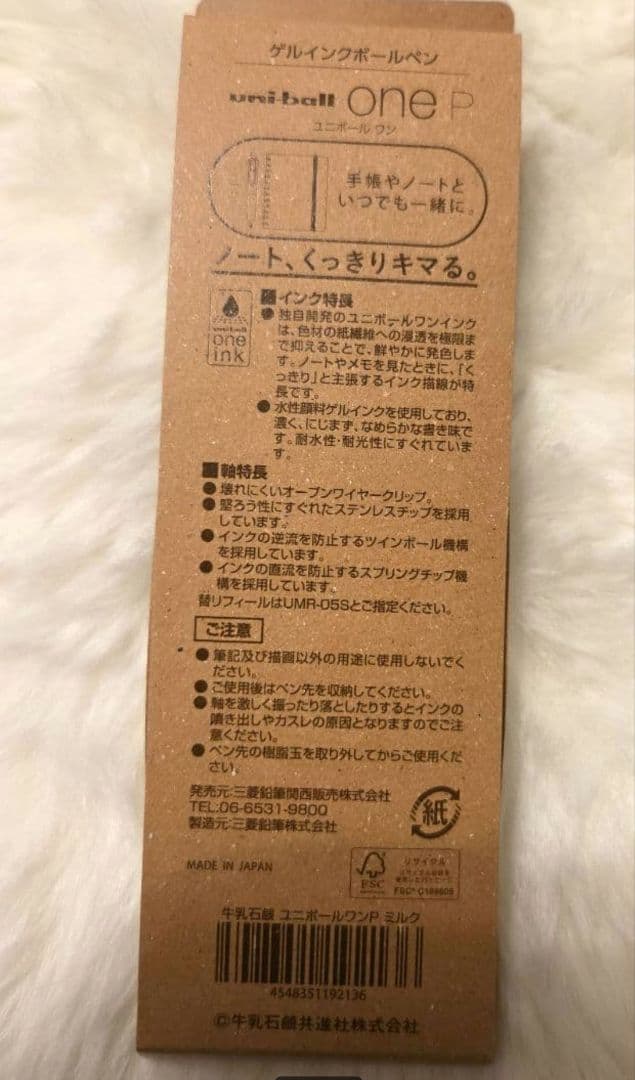 ゲルインクボールペン
uni-ball one P
ユニボール ワン
手帳やノートと
いつでも一緒に。
ノート、くっきりキマる。
uni-ball
one
ink
インク特長
● 独自開発のユニボールワンインク
は、色材の紙繊維への浸透を極限ま
で抑えることで、鮮やかに発色しま
す。ノートやメモを見たときに、「く
っきり」と主張するインク描線が特
長です。
● 水性顔料ゲルインクを使用しており、
濃く、にじまず、なめらかな書き味で
す。耐水性・耐光性にすぐれていま
す。
■軸特長
● 壊れにくいオープンワイヤークリップ。
● 堅ろう性にすぐれたステンレスチップを採用
しています。
● インクの逆流を防止するツインボール機構
を採用しています。
● インクの直流を防止するスプリングチップ機
構を採用しています。
替リフィールはUMR-05Sとご指定ください。
ご注意
● 筆記及び描画以外の用途に使用しないでく
ださい。
● ご使用後はペン先を収納してください。
● 軸を激しく振ったり落としたりするとインクの
噴き出しやカスレの原因となりますのでご注
意ください。
● ペン先の樹脂玉を取り外してからご使用くだ
さい。
発売元:三菱鉛筆関西販売株式会社
TEL:06-6531-9800
製造元:三菱鉛筆株式会社
紙
MADE IN JAPAN
FSC
リサイクル
牛乳石鹸 ユニボールワンP ミルク
4548351192136
©牛乳石鹸共進社株式会社